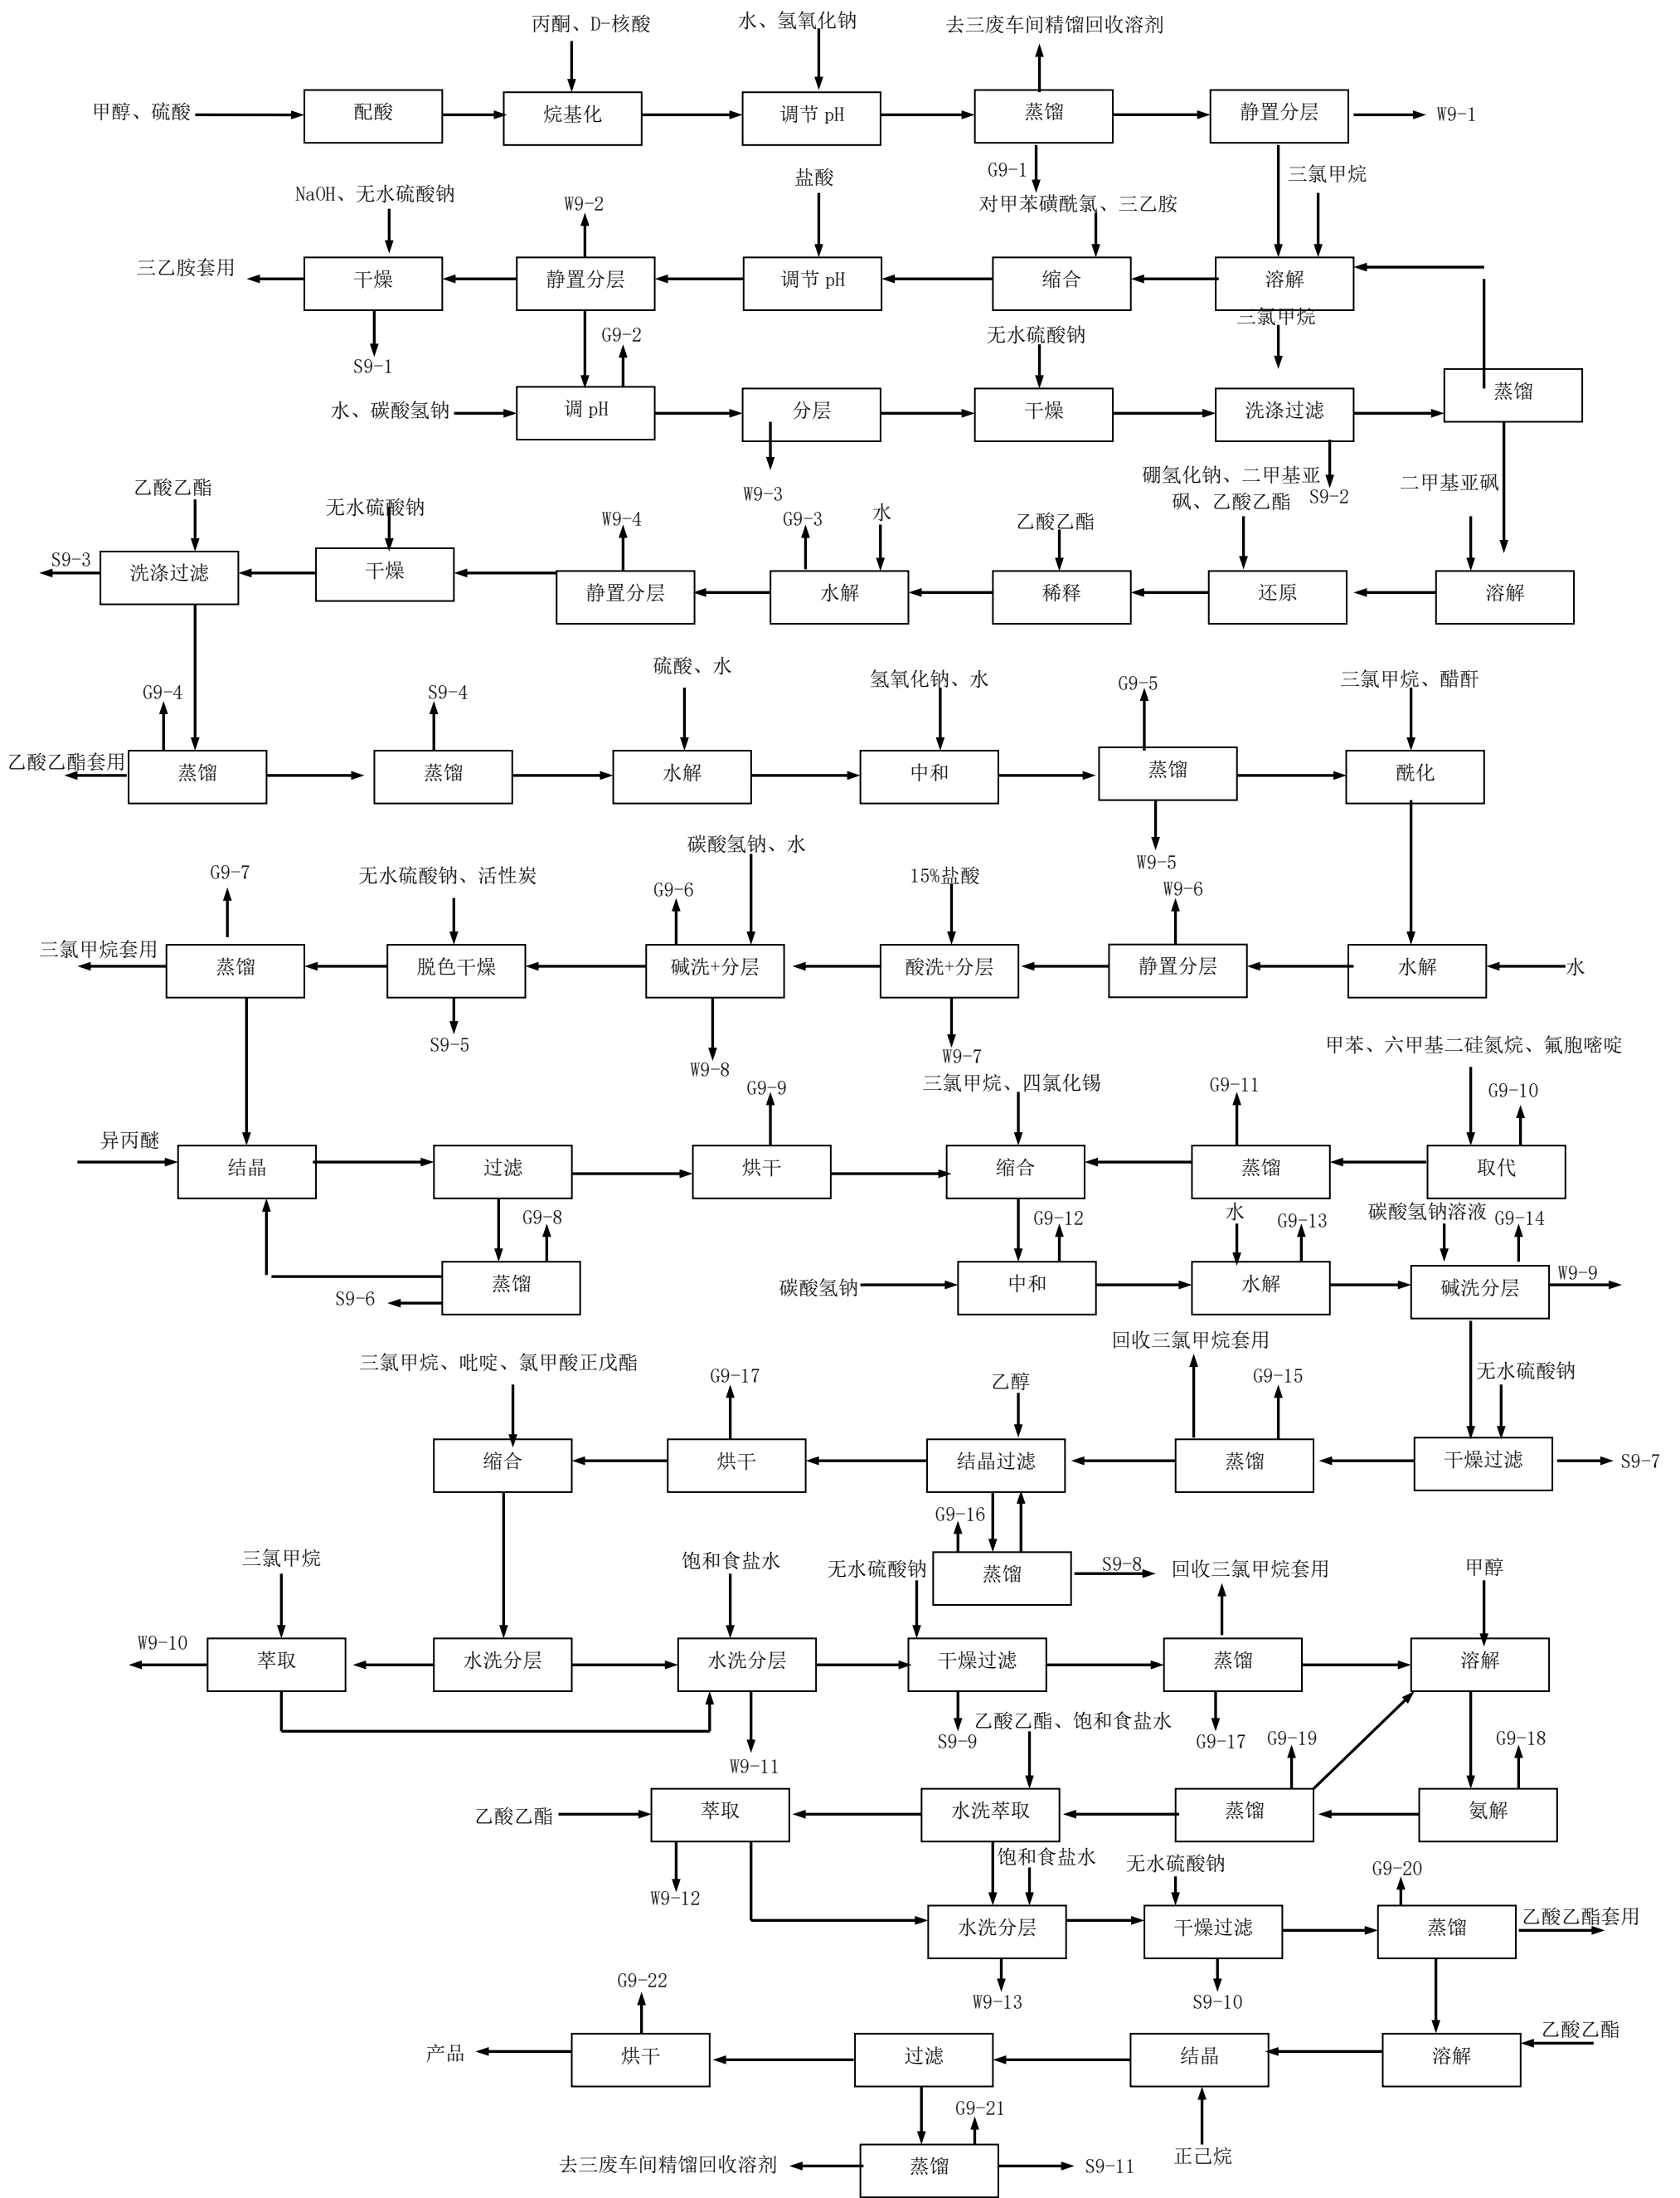 丙酮、D-核酸
水、氢氧化钠
去三废车间精馏回收溶剂
甲醇、硫酸
配酸
烷基化
调节 pH
蒸馏
静置分层
W9-1
G9-1
NaOH、无水硫酸钠
W9-2
盐酸
对甲苯磺酰氯、三乙胺
三氯甲烷
三乙胺套用
干燥
静置分层
调节 pH
缩合
溶解
S9-1
G9-2
无水硫酸钠
三氯甲烷
水、碳酸氢钠
调 pH
分层
干燥
洗涤过滤
蒸馏
W9-3
S9-2
乙酸乙酯
无水硫酸钠
W9-4
G9-3
水
乙酸乙酯
硼氢化钠、二甲基亚
砜、乙酸乙酯
二甲基亚砜
S9-3
洗涤过滤
干燥
静置分层
水解
稀释
还原
溶解
G9-4
S9-4
硫酸、水
氢氧化钠、水
G9-5
三氯甲烷、醋酐
乙酸乙酯套用
蒸馏
蒸馏
水解
中和
蒸馏
酰化
W9-5
G9-7
无水硫酸钠、活性炭
G9-6
碳酸氢钠、水
15%盐酸
W9-6
三氯甲烷套用
蒸馏
脱色干燥
碱洗+分层
酸洗+分层
静置分层
水解
水
S9-5
W9-8
W9-7
甲苯、六甲基二硅氮烷、氟胞嘧啶
G9-9
三氯甲烷、四氯化锡
G9-11
G9-10
异丙醚
结晶
过滤
烘干
缩合
蒸馏
取代
G9-8
G9-12
水
G9-13
碳酸氢钠溶液
G9-14
蒸馏
S9-6
碳酸氢钠
中和
水解
碱洗分层
W9-9
三氯甲烷、吡啶、氯甲酸正戊酯
G9-17
乙醇
回收三氯甲烷套用
G9-15
无水硫酸钠
缩合
烘干
结晶过滤
蒸馏
干燥过滤
S9-7
G9-16
蒸馏
S9-8
三氯甲烷
饱和食盐水
无水硫酸钠
回收三氯甲烷套用
甲醇
W9-10
萃取
水洗分层
水洗分层
干燥过滤
蒸馏
溶解
W9-11
S9-9
乙酸乙酯、饱和食盐水
G9-17
G9-19
G9-18
乙酸乙酯
萃取
水洗萃取
蒸馏
氨解
W9-12
饱和食盐水
无水硫酸钠
G9-20
水洗分层
干燥过滤
蒸馏
乙酸乙酯套用
W9-13
S9-10
G9-22
产品
烘干
过滤
结晶
溶解
乙酸乙酯
G9-21
正己烷
去三废车间精馏回收溶剂
蒸馏
S9-11